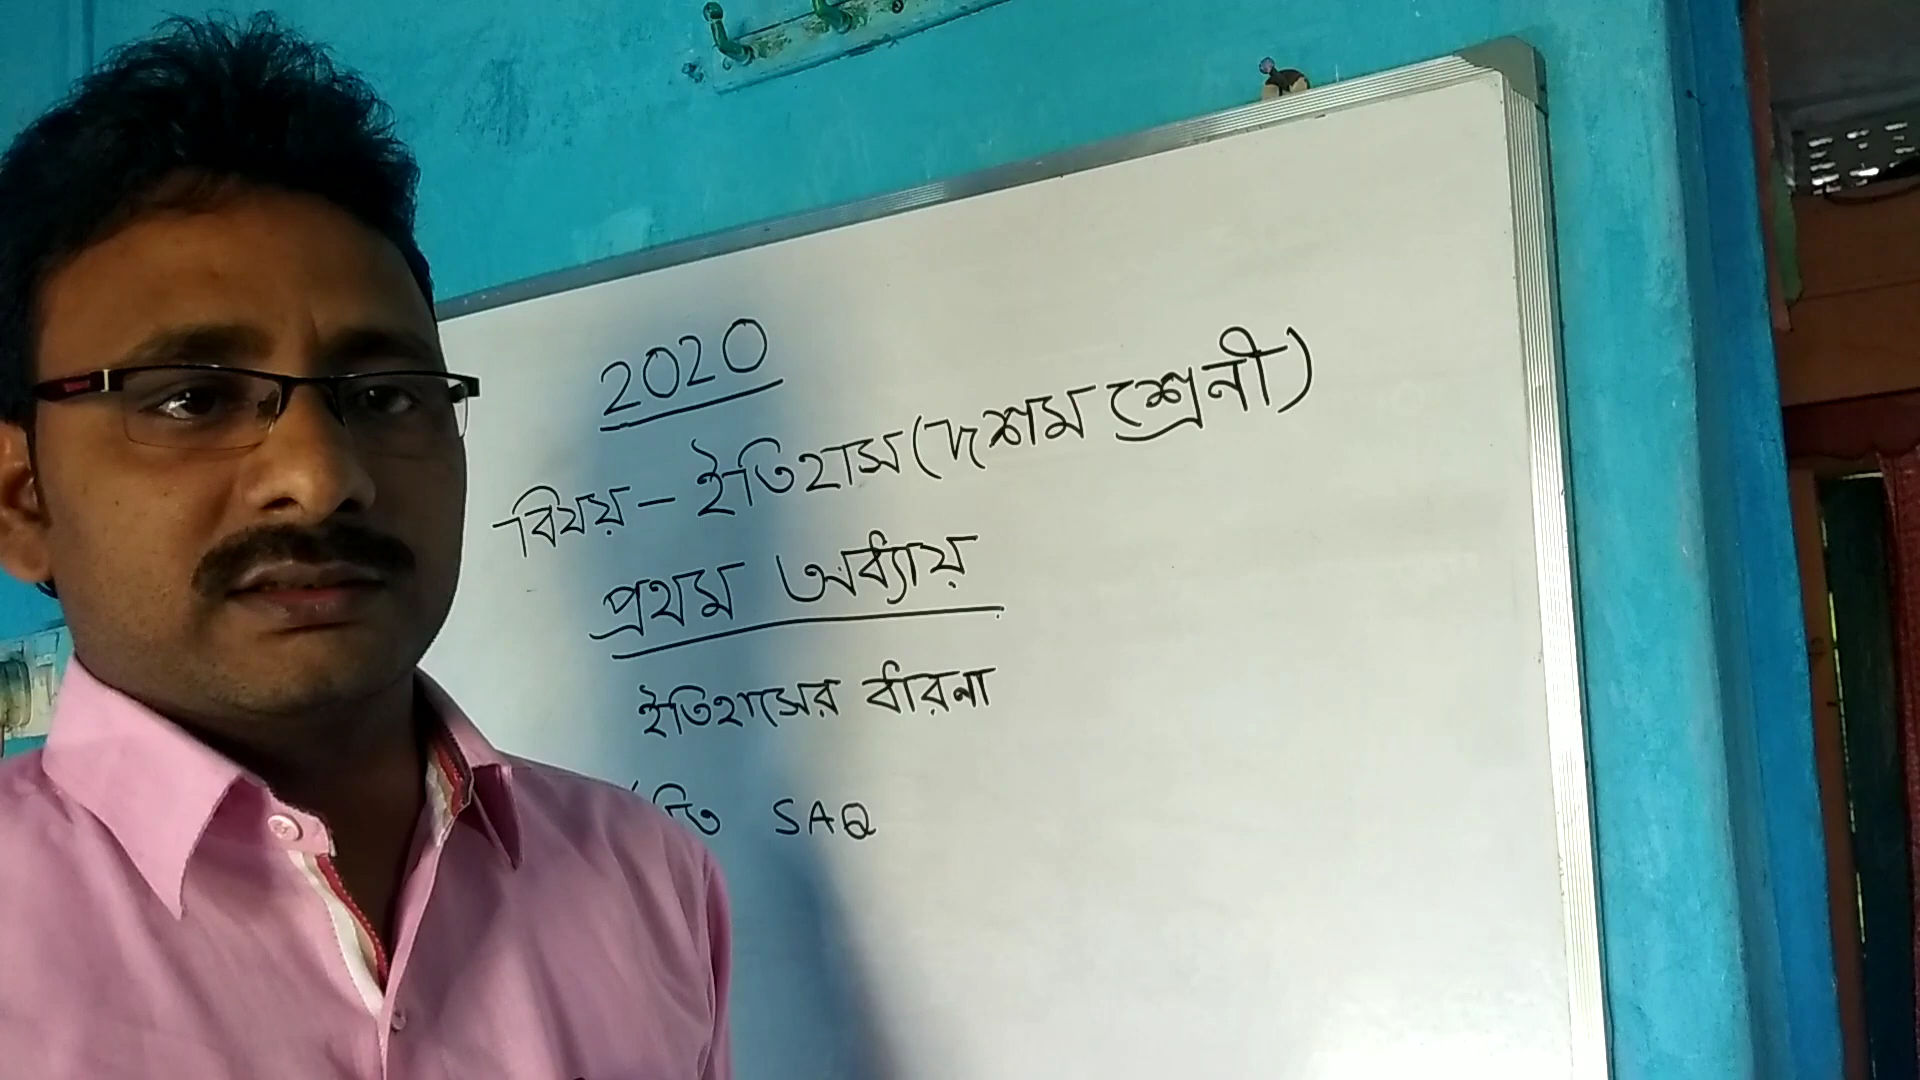 2020
বিষয় - ইতিহাস (দশম শ্রেনী)
প্রথম অধ্যায়
ইতিহাসের ধারনা
SAQ